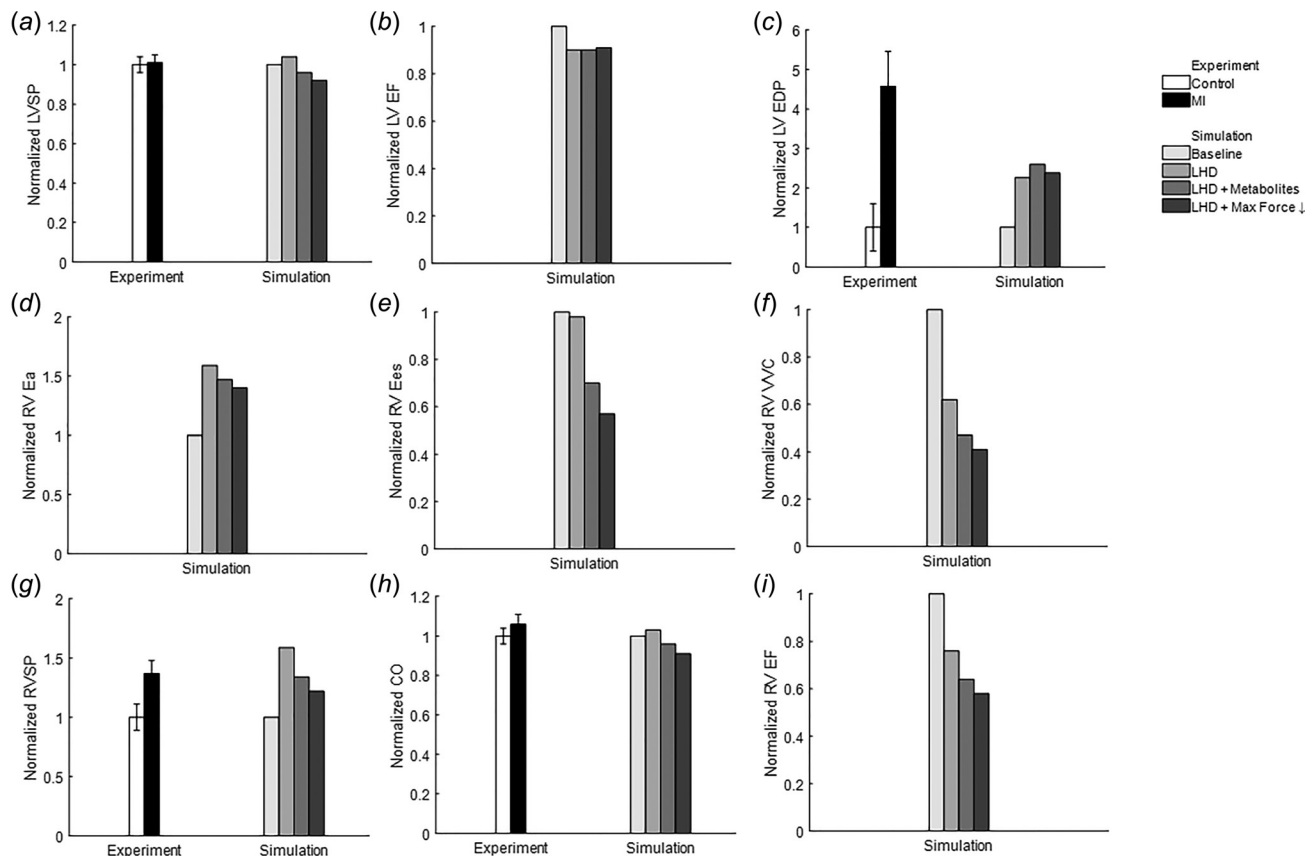 (a)
Normalized LVSP
1.2
1
0.8
0.6
0.4
0.2
0
Experiment
Simulation
(b)
Normalized LV EF
1
0.8
0.6
0.4
0.2
0
Simulation
(c)
Normalized LV EDP
6
5
4
3
2
1
0
Experiment
Simulation
Experiment
Control
MI
Simulation
Baseline
LHD
LHD + Metabolites
LHD + Max Force ↓
(d)
Normalized RV Ea
2
1.5
1
0.5
0
Simulation
(e)
Normalized RV Ees
1
0.8
0.6
0.4
0.2
0
Simulation
(f)
Normalized RV VVC
1
0.8
0.6
0.4
0.2
0
Simulation
(g)
Normalized RVSP
2
1.5
1
0.5
0
Experiment
Simulation
(h)
Normalized CO
1.2
1
0.8
0.6
0.4
0.2
0
Experiment
Simulation
(i)
Normalized RV EF
1
0.8
0.6
0.4
0.2
0
Simulation